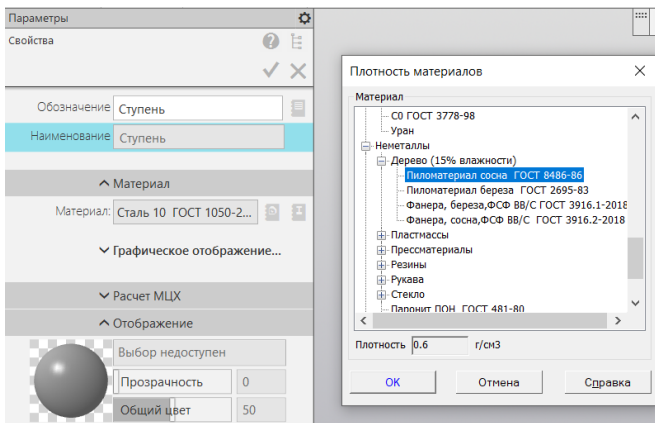 Параметры
Свойства
Обозначение Ступень
Наименование Ступень
Материал
Материал: Сталь 10 ГОСТ 1050-2...
Графическое отображение...
Расчет МЦХ
Отображение
Выбор недоступен
Прозрачность 0
Общий цвет 50
Плотность материалов
Материал
С0 ГОСТ 3778-98
Уран
Неметаллы
Дерево (15% влажности)
Пиломатериал сосна ГОСТ 8486-86
Пиломатериал береза ГОСТ 2695-83
Фанера, береза,ФСФ BB/C ГОСТ 3916.1-2018
Фанера, сосна,ФСФ BB/C ГОСТ 3916.2-2018
Пластмассы
Прессматериалы
Резины
Рукава
Стекло
Паронит ПОН ГОСТ 481-80
Плотность 0.6 г/см3
ОК Отмена Справка